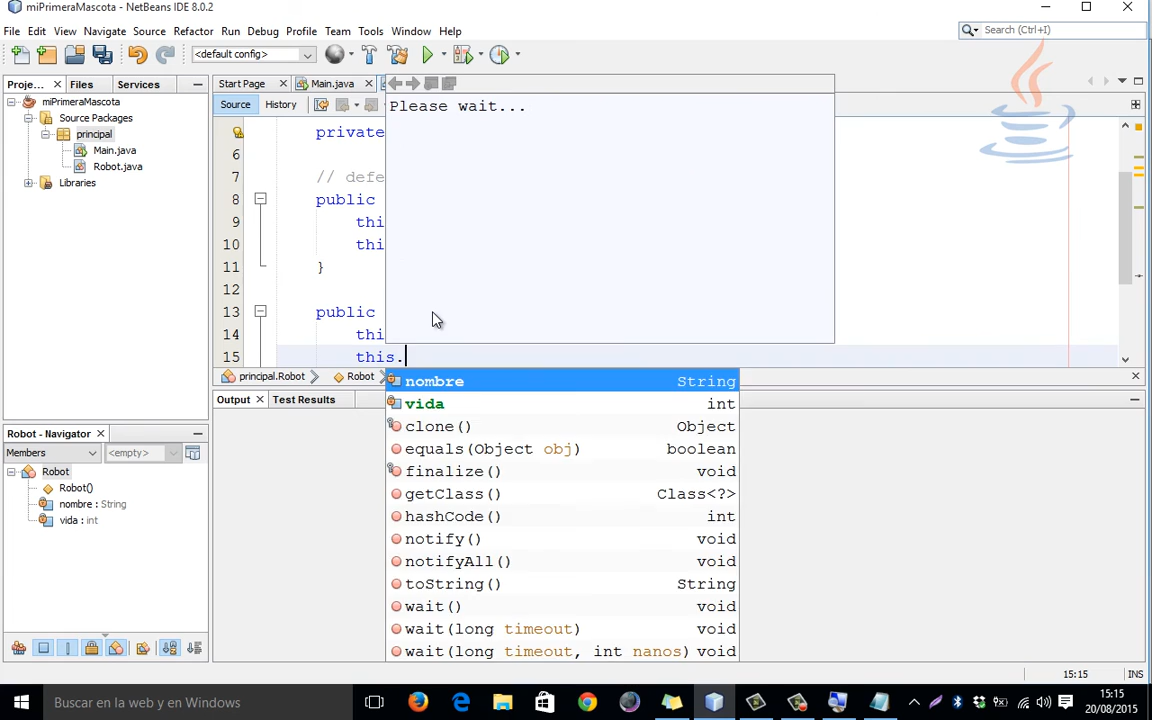 miPrimeraMascota - NetBeans IDE 8.0.2
File Edit View Navigate Source Refactor Run Debug Profile Team Tools Window Help
Search (Ctrl+I)
<default config>
Proje... Files Services
Start Page Main.java
miPrimeraMascota
Source Packages
principal
Main.java
Robot.java
Libraries
Source History
Please wait...
private
6
7 // defe
8 public
9 thi
10 thi
11 }
12
13 public
14 thi
15 this.
principal.Robot Robot
nombre String
vida int
clone() Object
equals(Object obj) boolean
finalize() void
getClass() Class<?>
hashCode() int
notify() void
notifyAll() void
toString() String
wait() void
wait(long timeout) void
wait(long timeout, int nanos) void
Output Test Results
Robot - Navigator
Members <empty>
Robot
Robot()
nombre : String
vida : int
15:15 INS
Buscar en la web y en Windows
15:15
20/08/2015